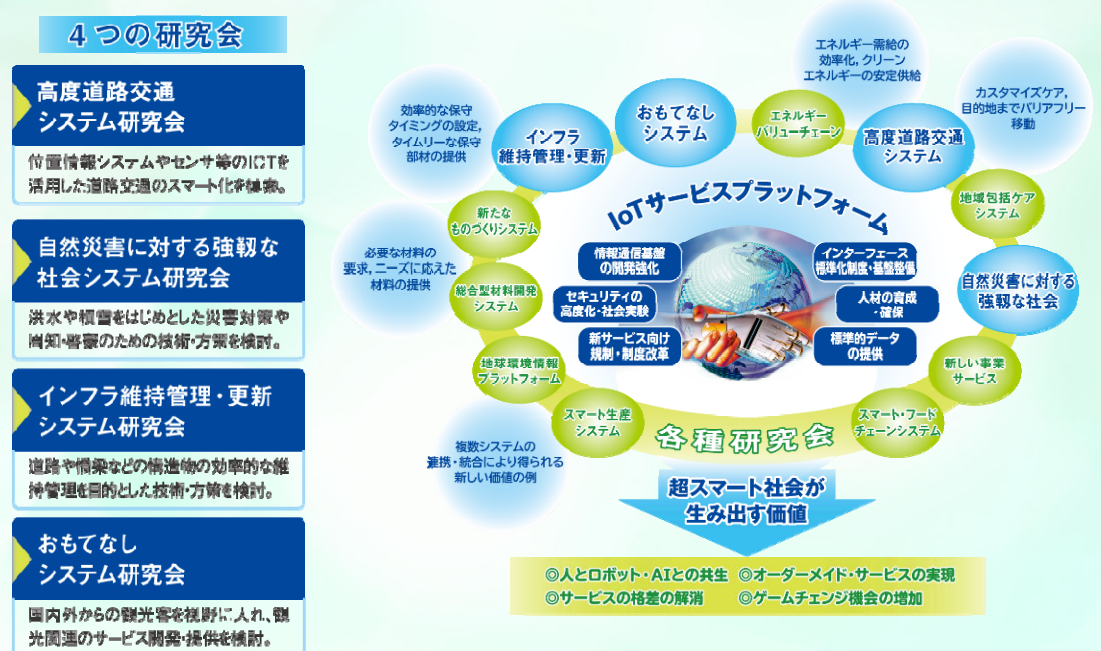 4つの研究会
高度道路交通
システム研究会
位置情報システムやセンサ等のICTを
活用した道路交通のスマート化を模索。
自然災害に対する強靱な
社会システム研究会
洪水や積雪をはじめとした災害対策や
周知・啓蒙のための技術・方策を検討。
インフラ維持管理・更新
システム研究会
道路や橋梁などの構造物の効率的な維
持管理を目的とした技術・方策を検討。
おもてなし
システム研究会
国内外からの観光客を視野に入れ、観
光関連のサービス開発・提供を検討。
エネルギー需給の
効率化,クリーン
エネルギーの安定供給
カスタマイズケア,
目的地までバリアフリー
移動
効率的な保守
タイミングの設定,
タイムリーな保守
部材の提供
必要な材料の
要求,ニーズに応えた
材料の提供
複数システムの
連携・統合により得られる
新しい価値の例
インフラ
維持管理・更新
おもてなし
システム
エネルギー
バリューチェーン
高度道路交通
システム
地域包括ケア
システム
自然災害に対する
強靱な社会
新しい事業
サービス
スマート・フード
チェーンシステム
新たな
ものづくりシステム
総合型材料開発
システム
地球環境情報
プラットフォーム
スマート生産
システム
IoTサービスプラットフォーム
情報通信基盤
の開発強化
セキュリティの
高度化・社会実験
新サービス向け
規制・制度改革
インターフェース
標準化制度・基盤整備
人材の育成
・確保
標準的データ
の提供
各種研究会
超スマート社会が
生み出す価値
◎人とロボット・AIとの共生 ◎オーダーメイド・サービスの実現
◎サービスの格差の解消 ◎ゲームチェンジ機会の増加